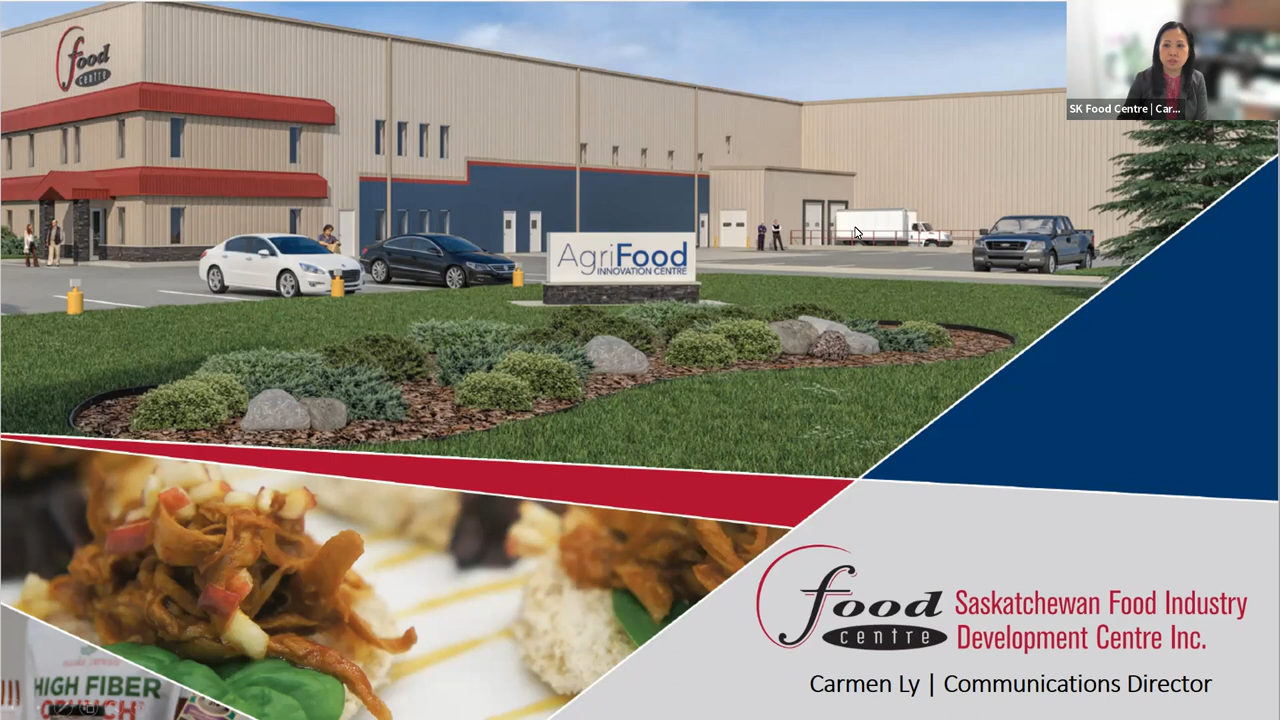 food
centre
SK Food Centre | Car...
AgriFood
INNOVATION CENTRE
food
centre
Saskatchewan Food Industry
Development Centre Inc.
Carmen Ly | Communications Director
HIGH FIBER
CRUNCH